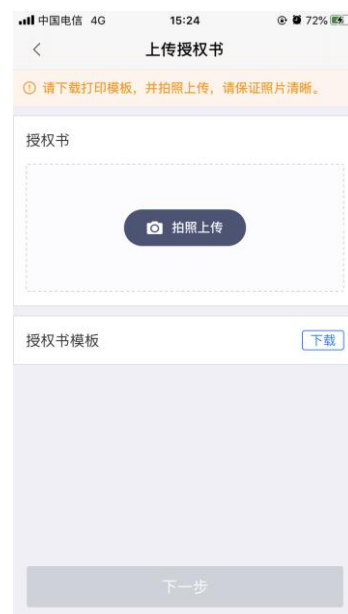 中国电信 4G 15:24 72%
上传授权书
请下载打印模板，并拍照上传，请保证照片清晰。
授权书
拍照上传
授权书模板 下载
下一步